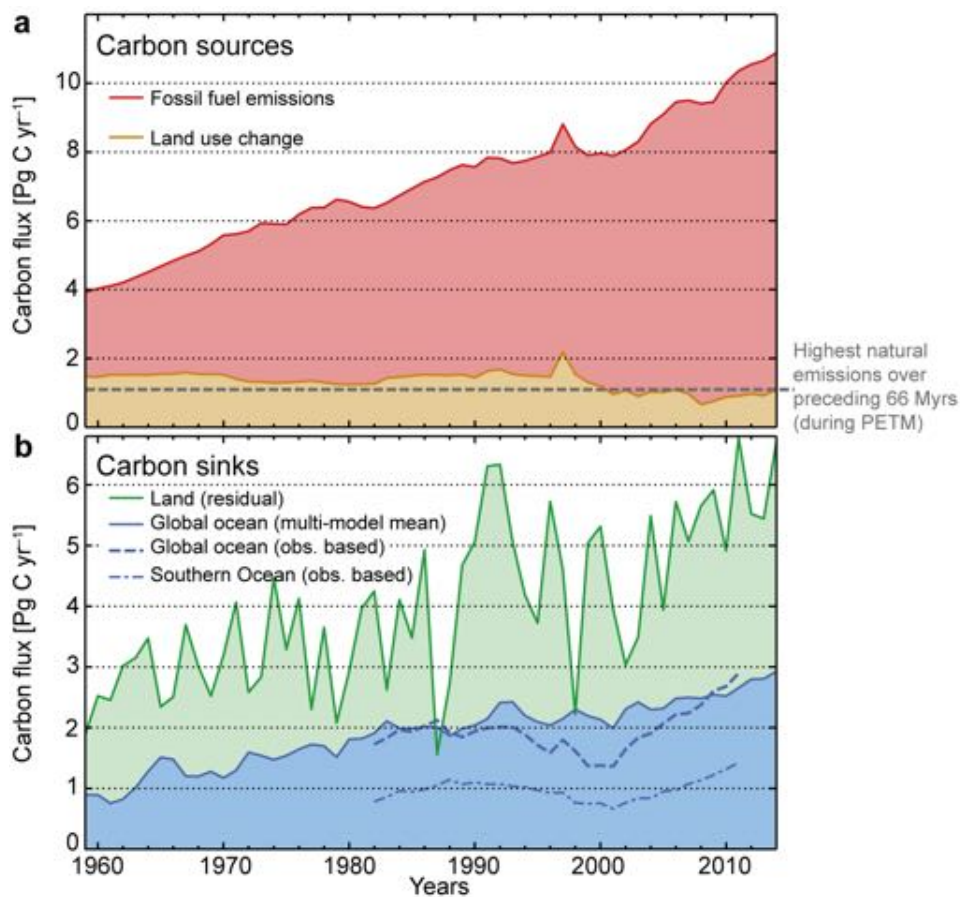 a
Carbon sources
Fossil fuel emissions
Land use change
Carbon flux [Pg C yr⁻¹]
10
8
6
4
2
0
Highest natural
emissions over
preceding 66 Myrs
(during PETM)
b
Carbon sinks
Land (residual)
Global ocean (multi-model mean)
Global ocean (obs. based)
Southern Ocean (obs. based)
Carbon flux [Pg C yr⁻¹]
6
5
4
3
2
1
0
1960 1970 1980 1990 2000 2010
Years